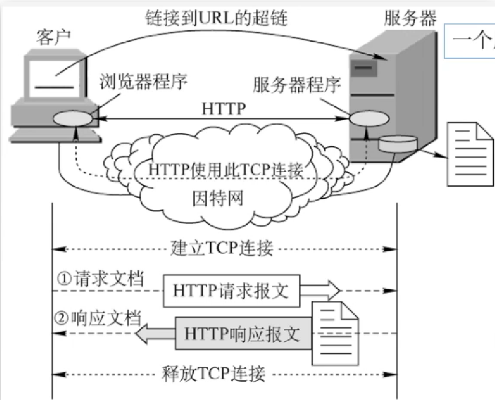 链接到URL的超链
客户
服务器
一个
浏览器程序
服务器程序
HTTP
HTTP使用此TCP连接
因特网
建立TCP连接
①请求文档
HTTP请求报文
②响应文档
HTTP响应报文
释放TCP连接